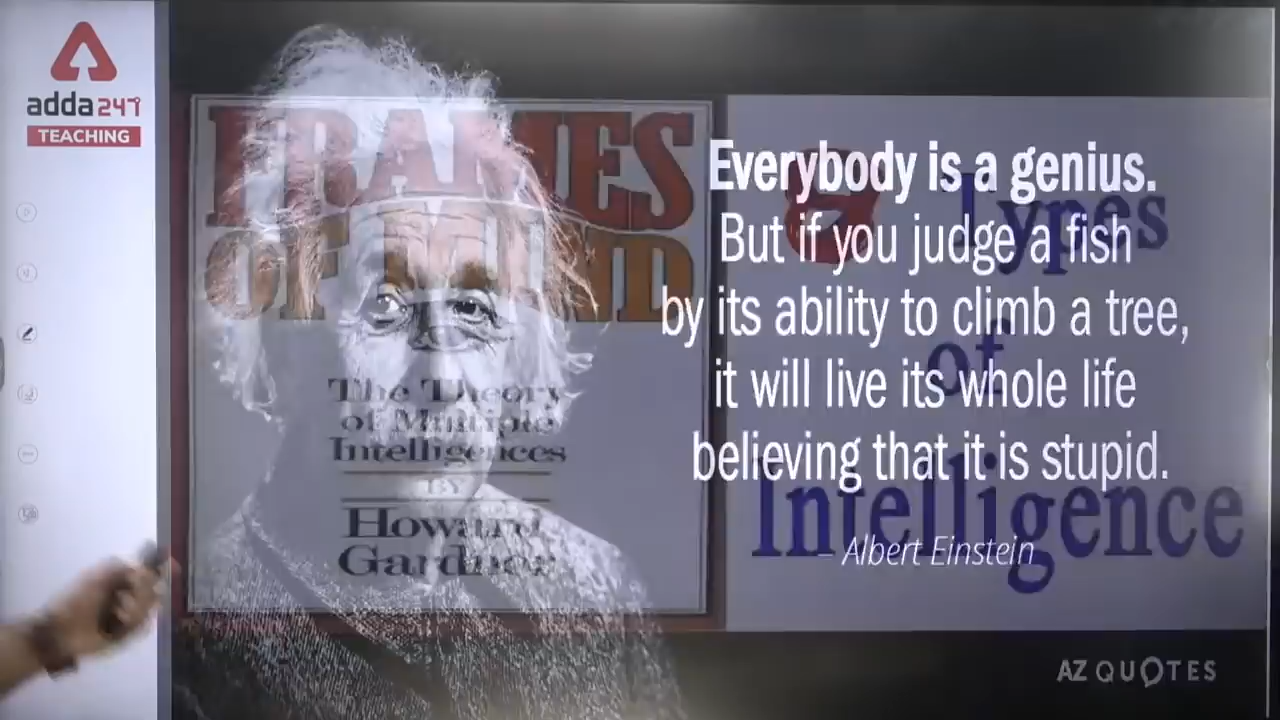 adda247
TEACHING
FRAMES
OF MIND
The Theory
of Multiple
Intelligences
BY
Howard
Gardner
Everybody is a genius.
But if you judge a fish
by its ability to climb a tree,
it will live its whole life
believing that it is stupid.
– Albert Einstein
8 Types
of
Intelligence
AZ QUOTES